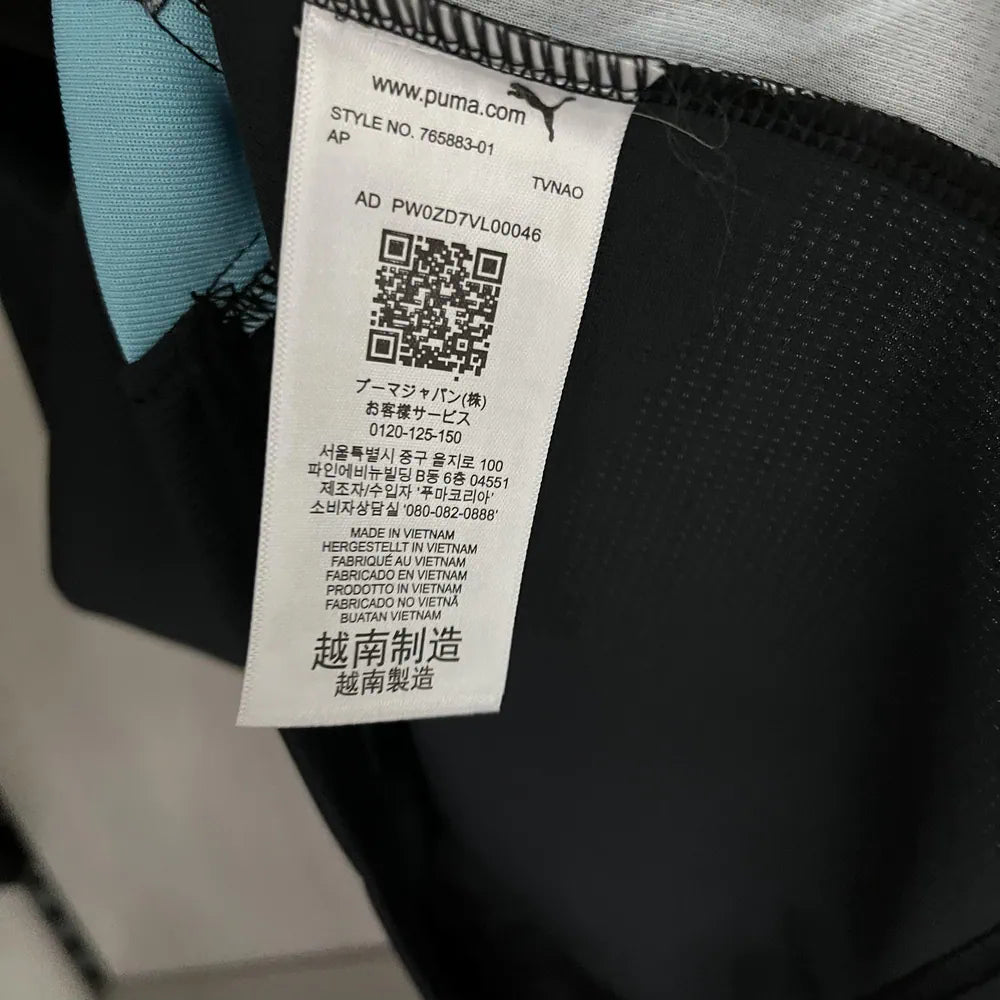 www.puma.com
STYLE NO. 765883-01
AP
TVNAO
AD PW0ZD7VL00046
プーマジャパン(株)
お客様サービス
0120-125-150
서울특별시 중구 을지로 100
파인에비뉴빌딩 B동 6층 04551
제조자/수입자 '푸마코리아'
소비자상담실 '080-082-0888'
MADE IN VIETNAM
HERGESTELLT IN VIETNAM
FABRIQUÉ AU VIETNAM
FABRICADO EN VIETNAM
PRODOTTO IN VIETNAM
FABRICADO NO VIETNÃ
BUATAN VIETNAM
越南制造
越南製造